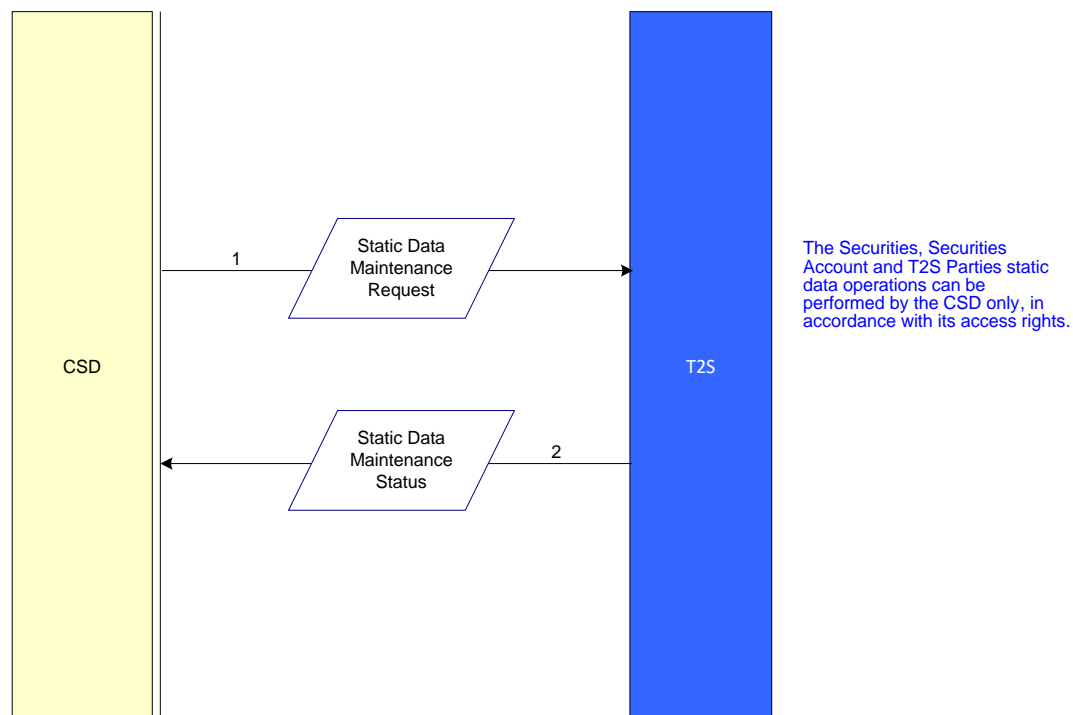 1
Static Data
Maintenance
Request
The Securities, Securities
Account and T2S Parties static
data operations can be
performed by the CSD only, in
accordance with its access rights.
CSD
T2S
Static Data
Maintenance
Status
2